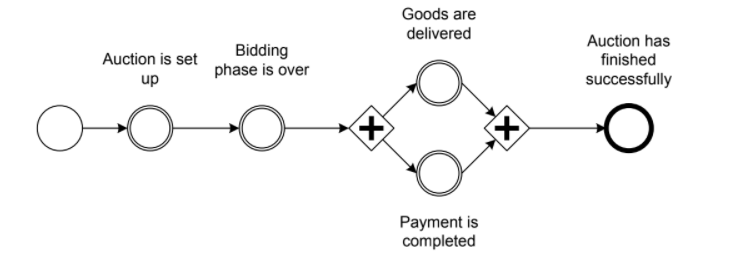 Auction is set
up
Bidding
phase is over
Goods are
delivered
Payment is
completed
Auction has
finished
successfully